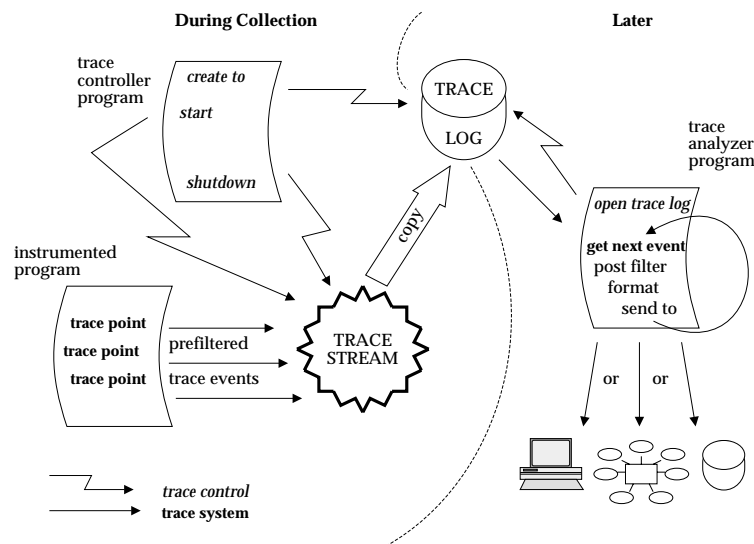 During Collection
Later
trace
controller
program
create to
start
shutdown
TRACE
LOG
trace
analyzer
program
open trace log
get next event
post filter
format
send to
copy
instrumented
program
trace point
trace point
trace point
prefiltered
trace events
TRACE
STREAM
or
or
trace control
trace system